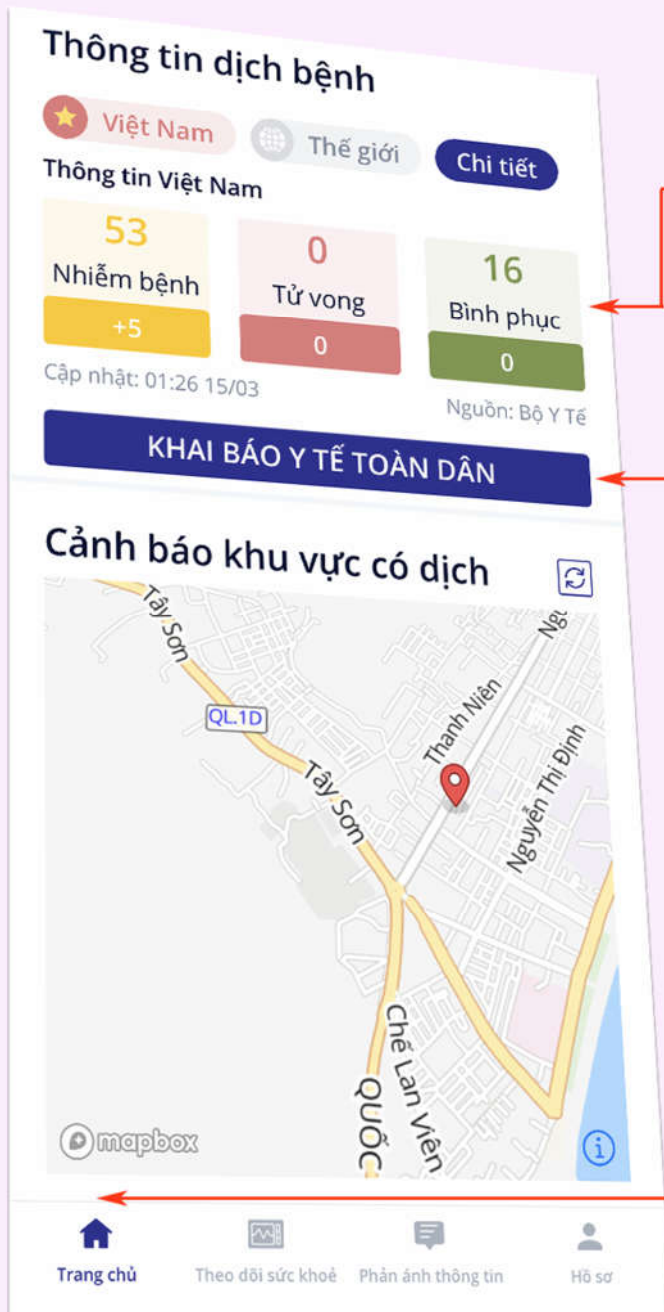 Thông tin dịch bệnh
Việt Nam
Thế giới
Chi tiết
Thông tin Việt Nam
53
Nhiễm bệnh
+5
0
Tử vong
0
16
Bình phục
0
Cập nhật: 01:26 15/03
Nguồn: Bộ Y Tế
KHAI BÁO Y TẾ TOÀN DÂN
Cảnh báo khu vực có dịch
Tây Sơn
QL.1D
Tây Sơn
Thanh Niên
Nguyễn Thị Định
Chế Lan Viên
QUỐC
mapbox
Trang chủ
Theo dõi sức khoẻ
Phản ánh thông tin
Hồ sơ